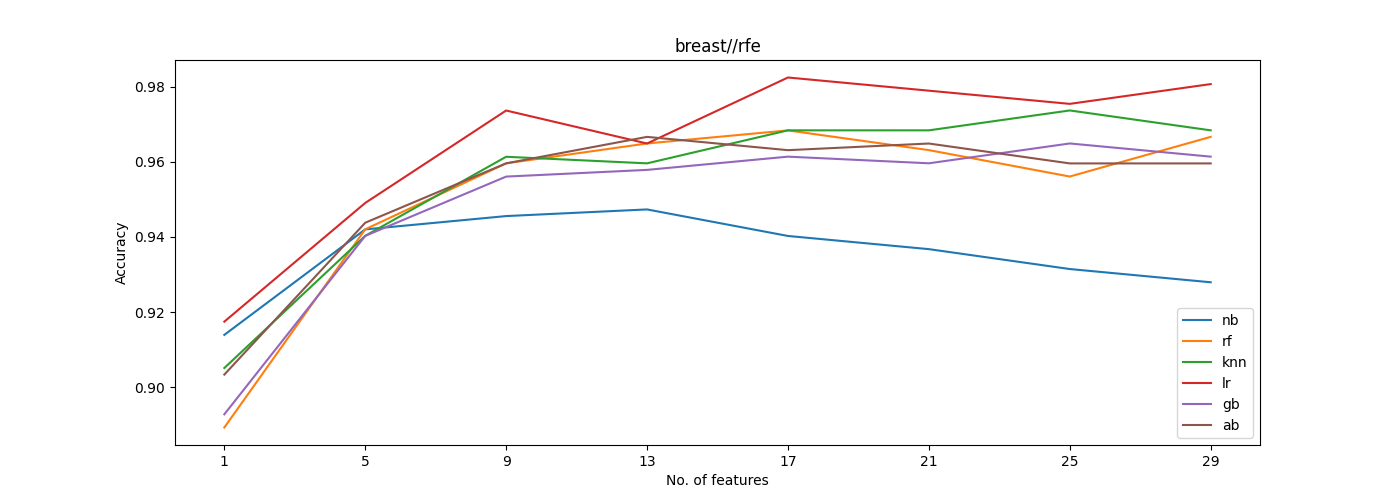 breast//rfe
Accuracy
0.98
0.96
0.94
0.92
0.90
nb
rf
knn
lr
gb
ab
1 5 9 13 17 21 25 29
No. of features